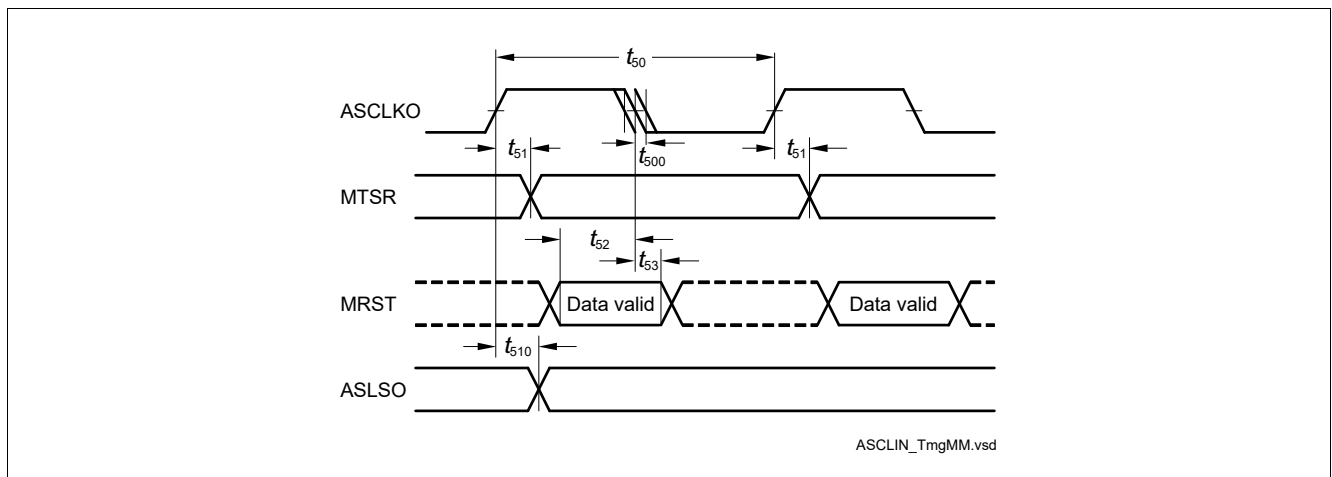 t50
ASCLKO
t51
t500
t51
MTSR
t52
t53
MRST
Data valid
Data valid
t510
ASLSO
ASCLIN_TmgMM.vsd